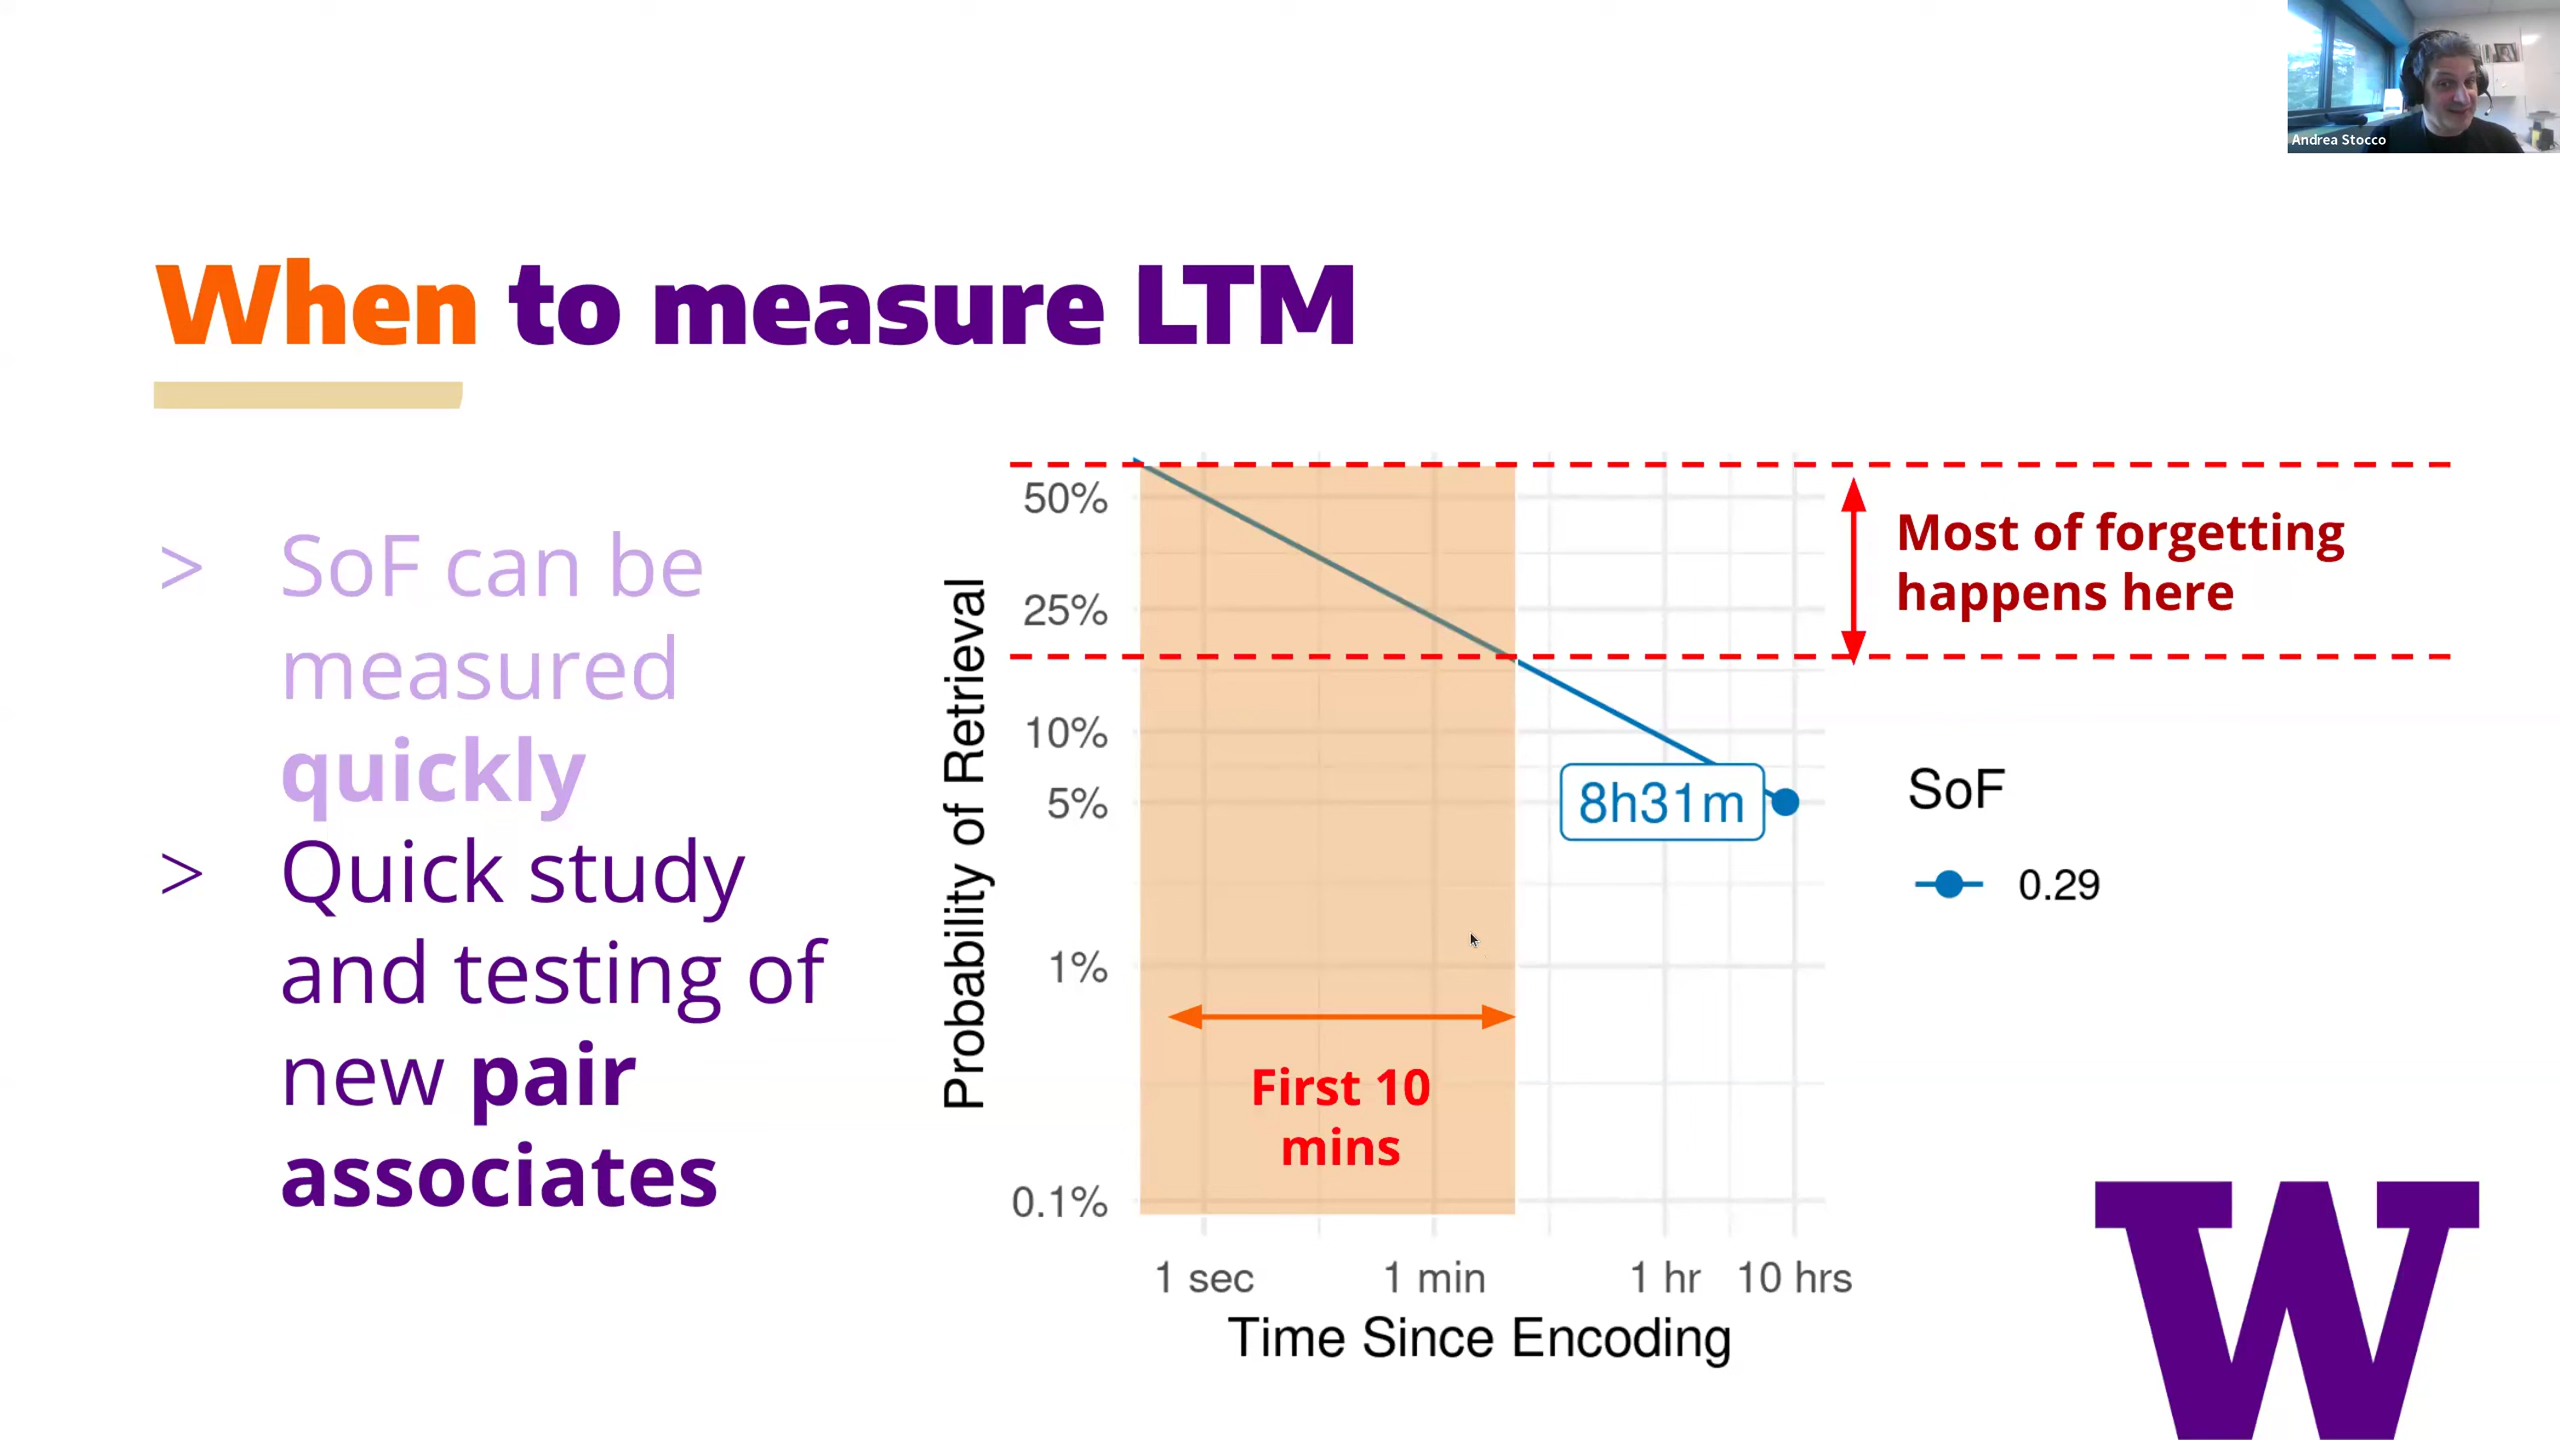 Andrea Stocco
When to measure LTM
> SoF can be
measured
quickly
> Quick study
and testing of
new pair
associates
Probability of Retrieval
50%
25%
10%
5%
1%
0.1%
8h31m
First 10
mins
1 sec
1 min
1 hr
10 hrs
Time Since Encoding
Most of forgetting
happens here
SoF
0.29
W